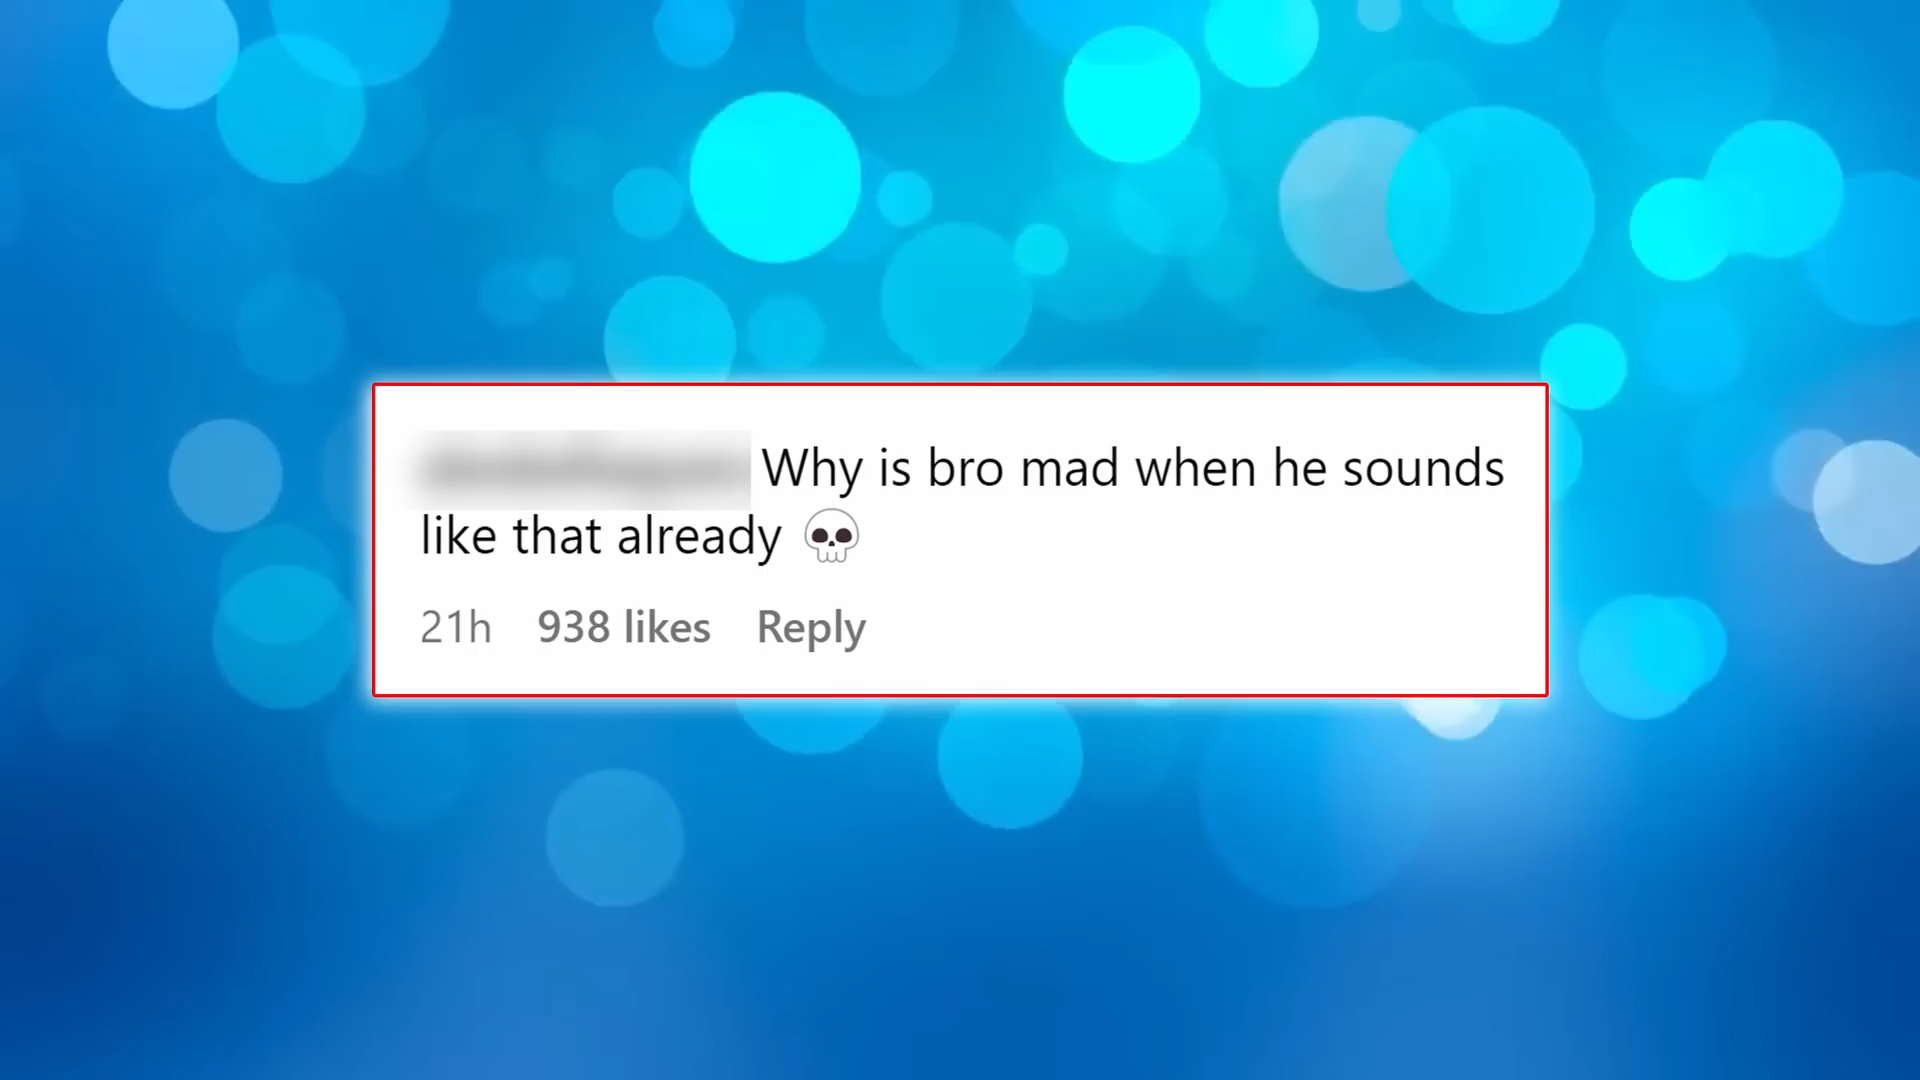 Why is bro mad when he sounds
like that already 💀
21h 938 likes Reply